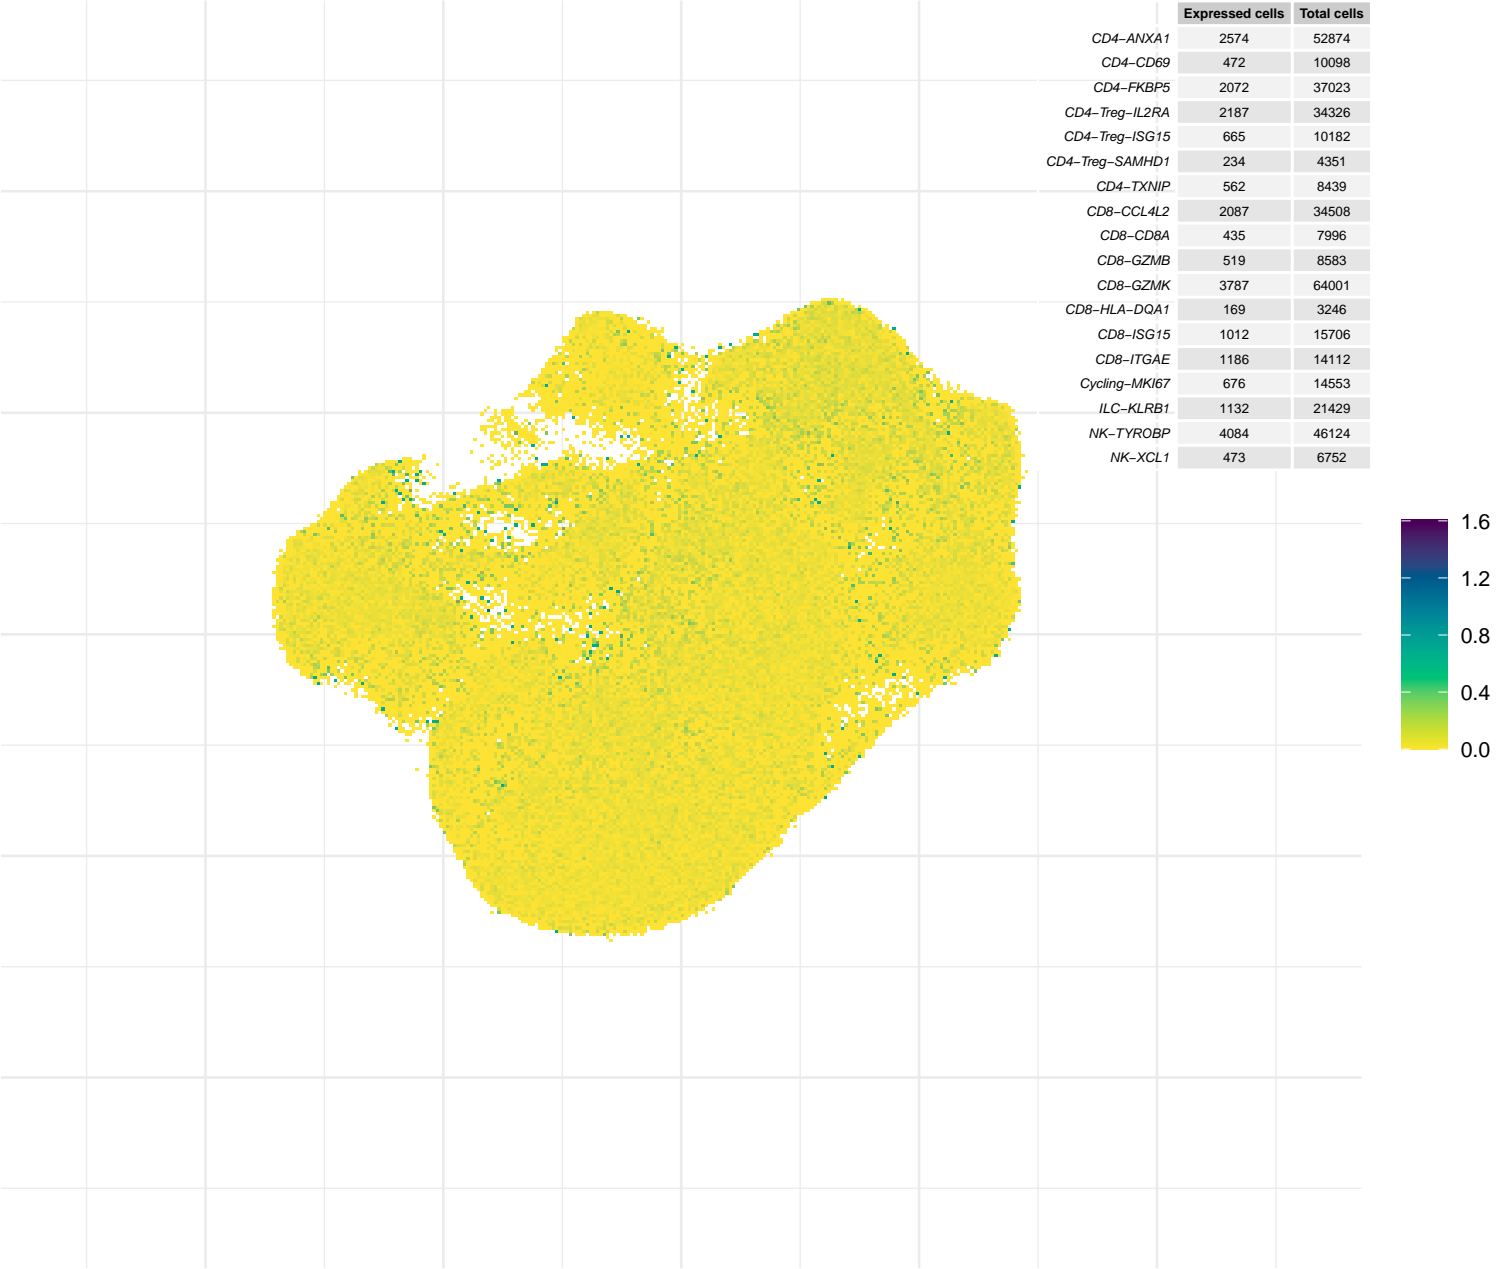 Expressed cells Total cells
CD4−ANXA1 2574 52874
CD4−CD69 472 10098
CD4−FKBP5 2072 37023
CD4−Treg−IL2RA 2187 34326
CD4−Treg−ISG15 665 10182
CD4−Treg−SAMHD1 234 4351
CD4−TXNIP 562 8439
CD8−CCL4L2 2087 34508
CD8−CD8A 435 7996
CD8−GZMB 519 8583
CD8−GZMK 3787 64001
CD8−HLA−DQA1 169 3246
CD8−ISG15 1012 15706
CD8−ITGAE 1186 14112
Cycling−MKI67 676 14553
ILC−KLRB1 1132 21429
NK−TYROBP 4084 46124
NK−XCL1 473 6752
1.6
1.2
0.8
0.4
0.0